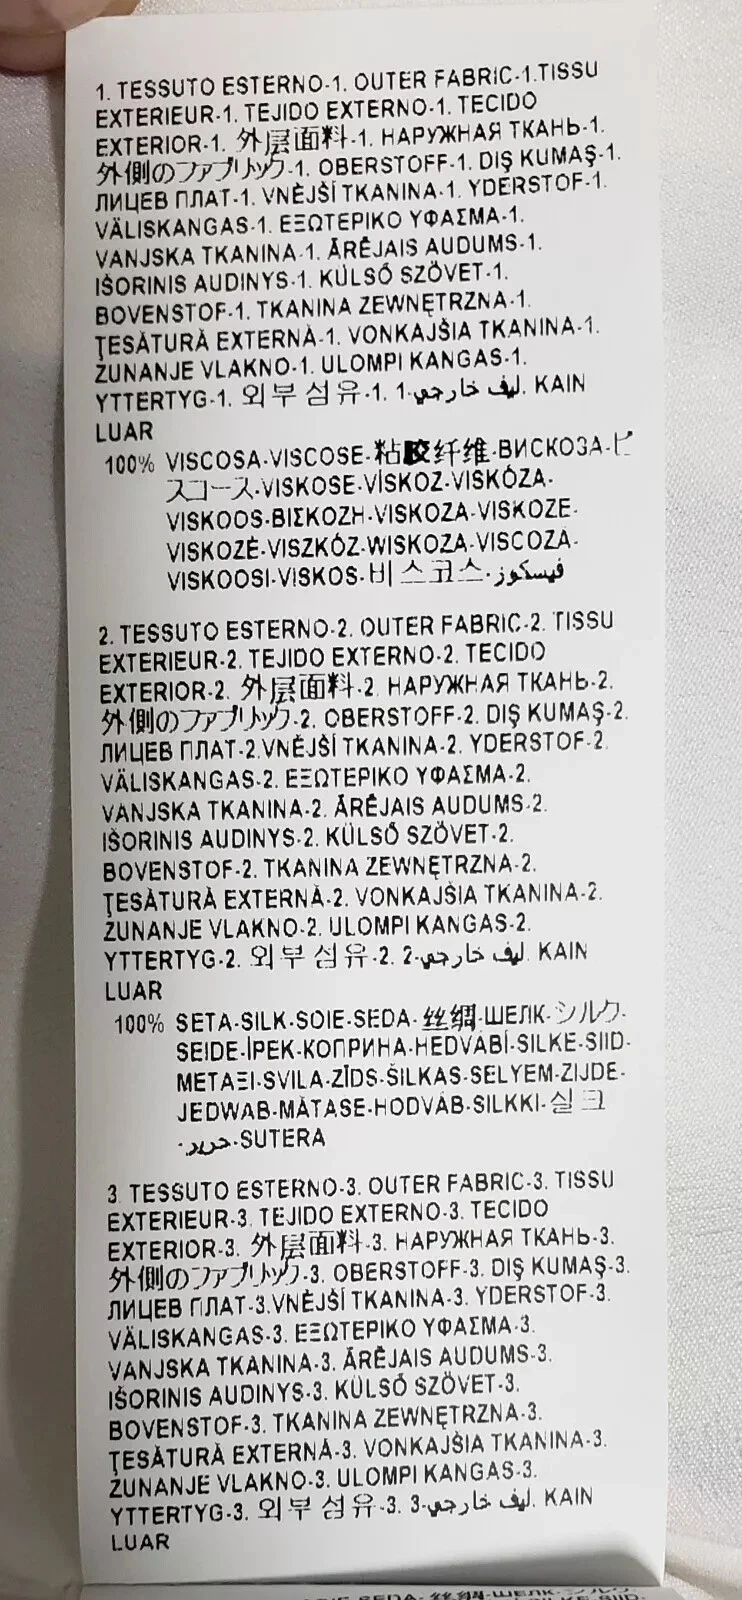 1. TESSUTO ESTERNO-1. OUTER FABRIC-1.TISSU
EXTERIEUR-1. TEJIDO EXTERNO-1. TECIDO
EXTERIOR-1. 外层面料-1. НАРУЖНАЯ ТКАНЬ-1.
外側のファブリック-1. OBERSTOFF-1. DIŞ KUMAŞ-1.
ЛИЦЕВ ПЛАТ-1. VNĚJŠÍ TKANINA-1. YDERSTOF-1.
VÄLISKANGAS-1. ΕΞΩΤΕΡΙΚΟ ΥΦΑΣΜΑ-1.
VANJSKA TKANINA-1. ĀRĒJAIS AUDUMS-1.
IŠORINIS AUDINYS-1. KÜLSŐ SZÖVET-1.
BOVENSTOF-1. TKANINA ZEWNĘTRZNA-1.
ŢESĂTURĂ EXTERNĂ-1. VONKAJŠIA TKANINA-1.
ZUNANJE VLAKNO-1. ULOMPI KANGAS-1.
YTTERTYG-1. 외부 섬유-1. 1-ليف خارجي. KAIN
LUAR
100% VISCOSA-VISCOSE-粘胶纤维-ВИСКОЗА-ビ
スコース-VISKOSE-VİSKOZ-VISKÓZA-
VISKOOS-ΒΙΣΚΟΖΗ-VISKOZA-VISKOZE-
VISKOZĖ-VISZKÓZ-WISKOZA-VISCOZA-
VISKOOSI-VISKOS-비스코스-فيسكوز
2. TESSUTO ESTERNO-2. OUTER FABRIC-2. TISSU
EXTERIEUR-2. TEJIDO EXTERNO-2. TECIDO
EXTERIOR-2. 外层面料-2. НАРУЖНАЯ ТКАНЬ-2.
外側のファブリック-2. OBERSTOFF-2. DIŞ KUMAŞ-2.
ЛИЦЕВ ПЛАТ-2.VNĚJŠÍ TKANINA-2. YDERSTOF-2.
VÄLISKANGAS-2. ΕΞΩΤΕΡΙΚΟ ΥΦΑΣΜΑ-2.
VANJSKA TKANINA-2. ĀRĒJAIS AUDUMS-2.
IŠORINIS AUDINYS-2. KÜLSŐ SZÖVET-2.
BOVENSTOF-2. TKANINA ZEWNĘTRZNA-2.
ŢESĂTURĂ EXTERNĂ-2. VONKAJŠIA TKANINA-2.
ZUNANJE VLAKNO-2. ULOMPI KANGAS-2.
YTTERTYG-2. 외부 섬유-2. 2-ليف خارجي. KAIN
LUAR
100% SETA-SILK-SOIE-SEDA-丝绸-ШЕЛК-シルク-
SEIDE-İPEK-КОПРИНА-HEDVÁBÍ-SILKE-SIID-
ΜΕΤΑΞΙ-SVILA-ZĪDS-ŠILKAS-SELYEM-ZIJDE-
JEDWAB-MĂTASE-HODVÁB-SILKKI-실크
-حرير-SUTERA
3. TESSUTO ESTERNO-3. OUTER FABRIC-3. TISSU
EXTERIEUR-3. TEJIDO EXTERNO-3. TECIDO
EXTERIOR-3. 外层面料-3. НАРУЖНАЯ ТКАНЬ-3.
外側のファブリック-3. OBERSTOFF-3. DIŞ KUMAŞ-3.
ЛИЦЕВ ПЛАТ-3.VNĚJŠÍ TKANINA-3. YDERSTOF-3.
VÄLISKANGAS-3. ΕΞΩΤΕΡΙΚΟ ΥΦΑΣΜΑ-3.
VANJSKA TKANINA-3. ĀRĒJAIS AUDUMS-3.
IŠORINIS AUDINYS-3. KÜLSŐ SZÖVET-3.
BOVENSTOF-3. TKANINA ZEWNĘTRZNA-3.
ŢESĂTURĂ EXTERNĂ-3. VONKAJŠIA TKANINA-3.
ZUNANJE VLAKNO-3. ULOMPI KANGAS-3.
YTTERTYG-3. 외부 섬유-3. 3-ليف خارجي. KAIN
LUAR